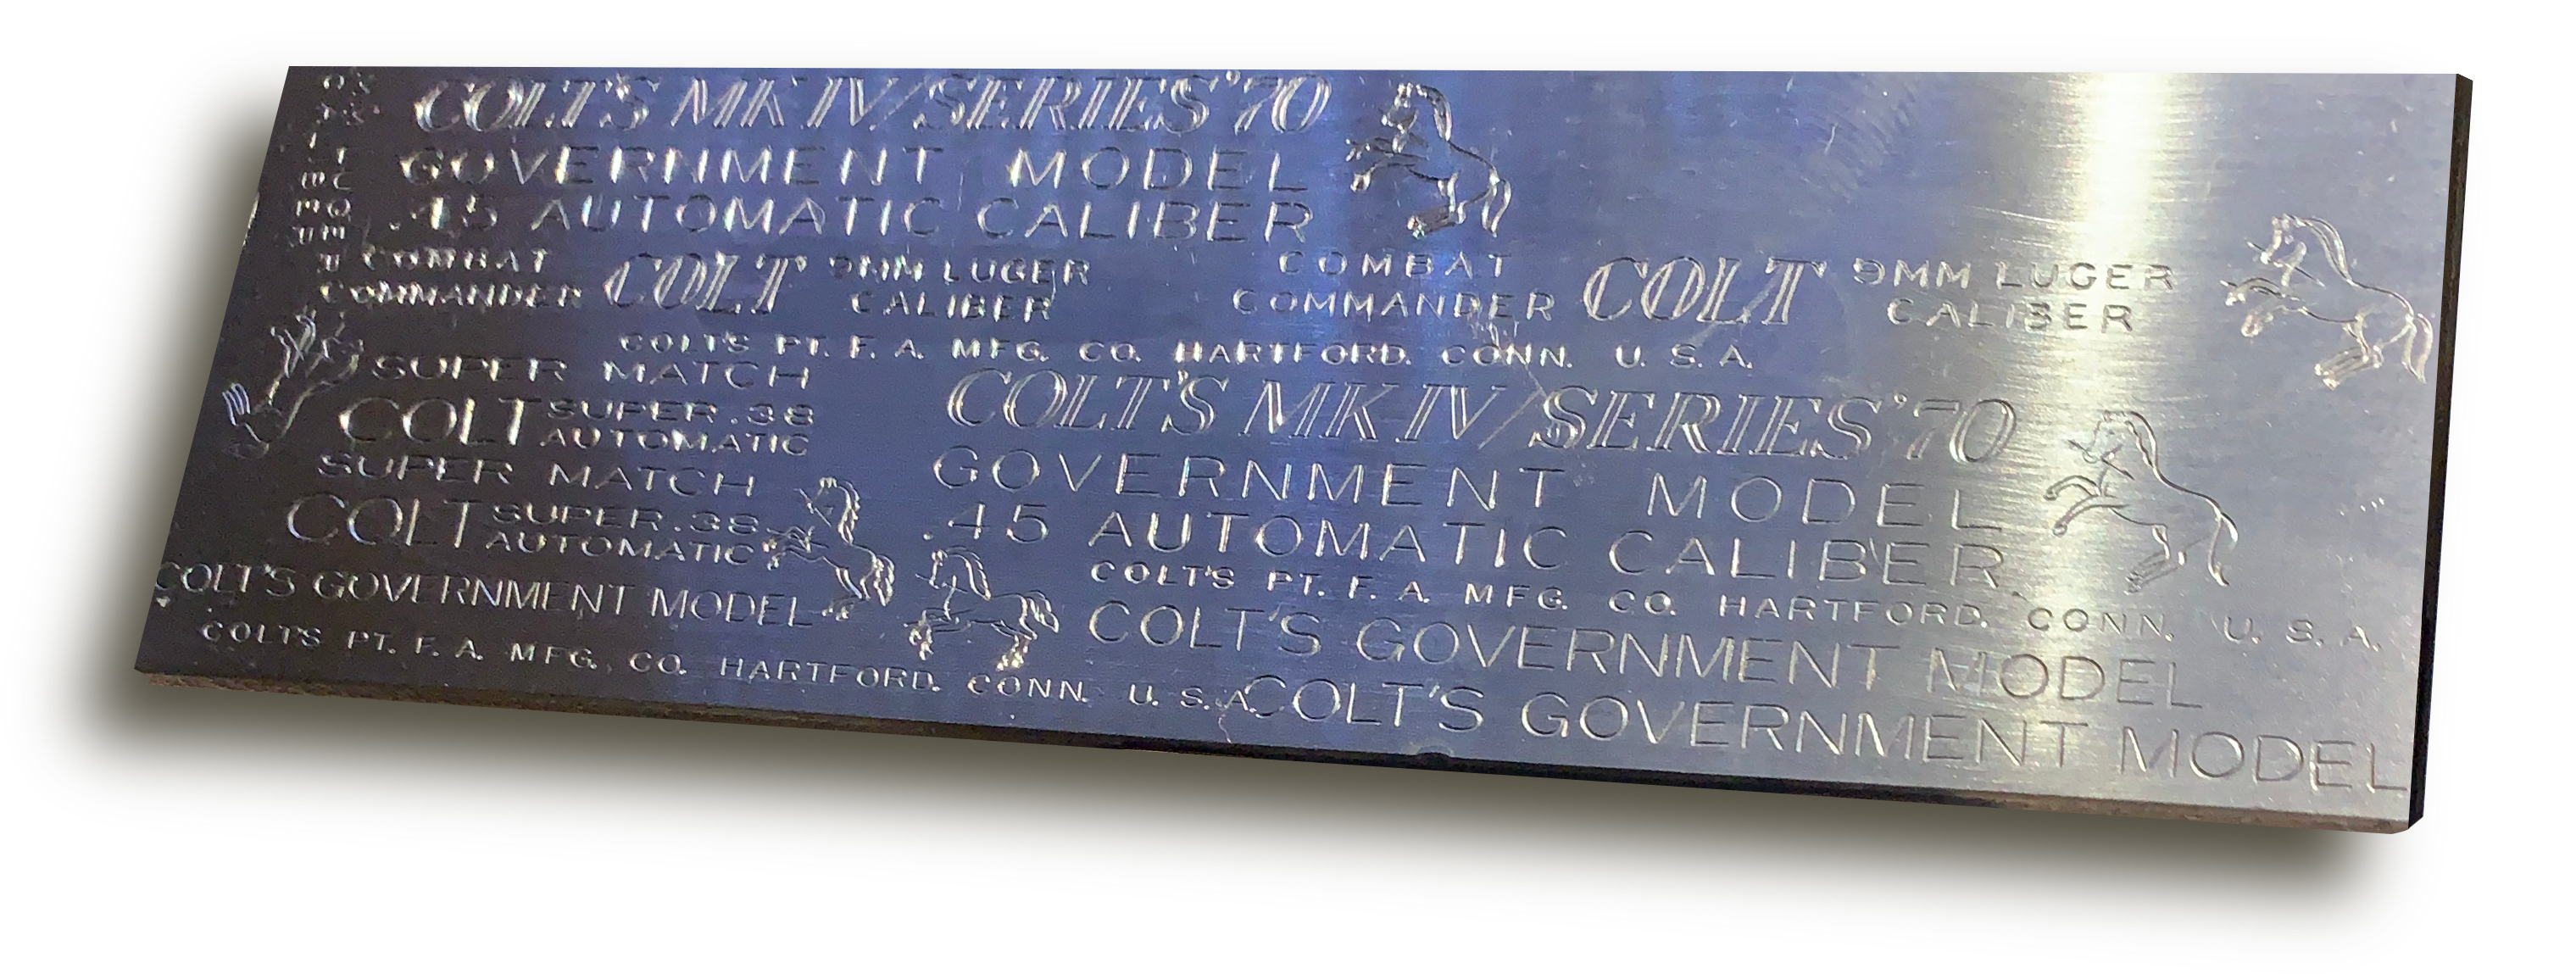 COLT'S MK IV/SERIES'70
GOVERNMENT MODEL
.45 AUTOMATIC CALIBER
COMBAT
COMMANDER
COLT
9MM LUGER
CALIBER
COMBAT
COMMANDER
COLT
9MM LUGER
CALIBER
COLT'S PT. F. A. MFG. CO. HARTFORD. CONN. U. S. A.
SUPER MATCH
COLT SUPER .38
AUTOMATIC
COLT'S MK IV/SERIES'70
GOVERNMENT MODEL
.45 AUTOMATIC CALIBER
SUPER MATCH
COLT SUPER .38
AUTOMATIC
COLT'S PT. F. A. MFG. CO. HARTFORD. CONN. U. S. A.
COLT'S GOVERNMENT MODEL
COLT'S GOVERNMENT MODEL
COLT'S PT. F. A. MFG. CO. HARTFORD. CONN. U. S. A.
COLT'S GOVERNMENT MODEL